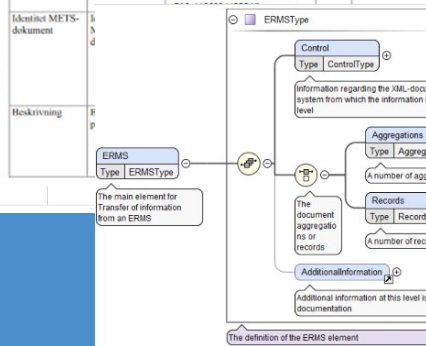 Identitet METS-
dokument
Beskrivning
ERMSType
Control
Type ControlType
Information regarding the XML-docu
system from which the information
level
Aggregations
Type Aggreg
A number of agg
ERMS
Type ERMSType
The main element for
Transfer of information
from an ERMS
The
document
aggregatio
ns or
records
Records
Type Record
A number of rec
AdditionalInformation
Additional information at this level is
documentation
The definition of the ERMS element